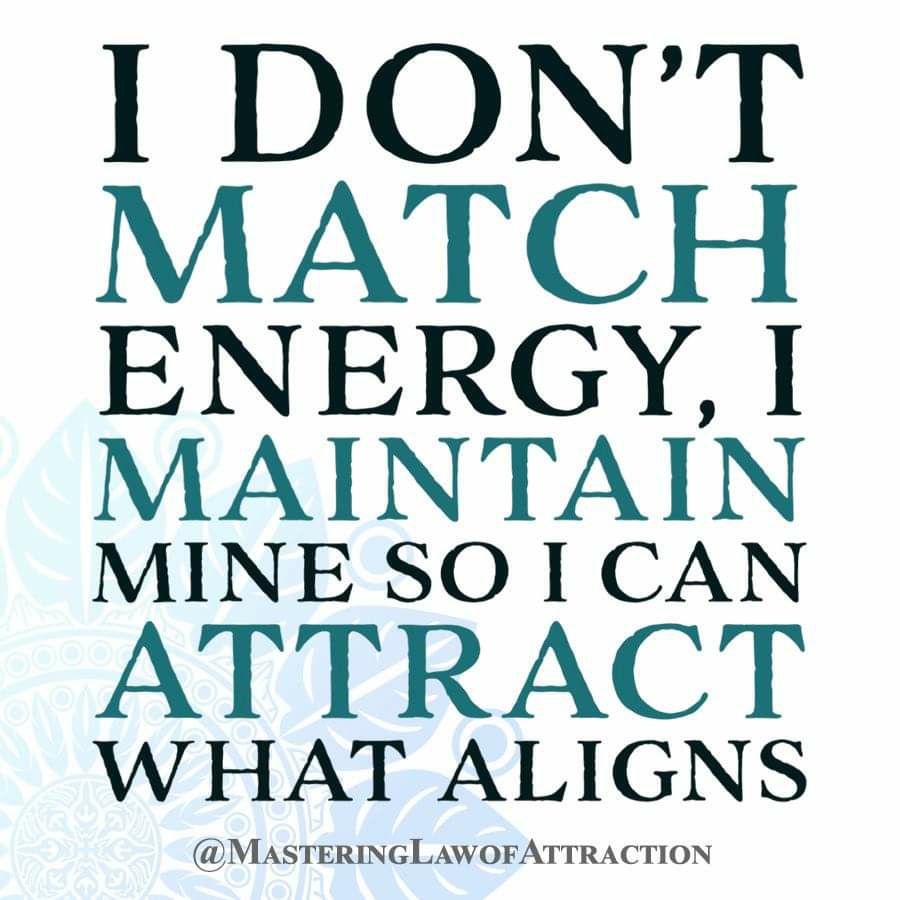 I DON'T
MATCH
ENERGY, I
MAINTAIN
MINE SO I CAN
ATTRACT
WHAT ALIGNS
@MASTERINGLAWOFATTRACTION